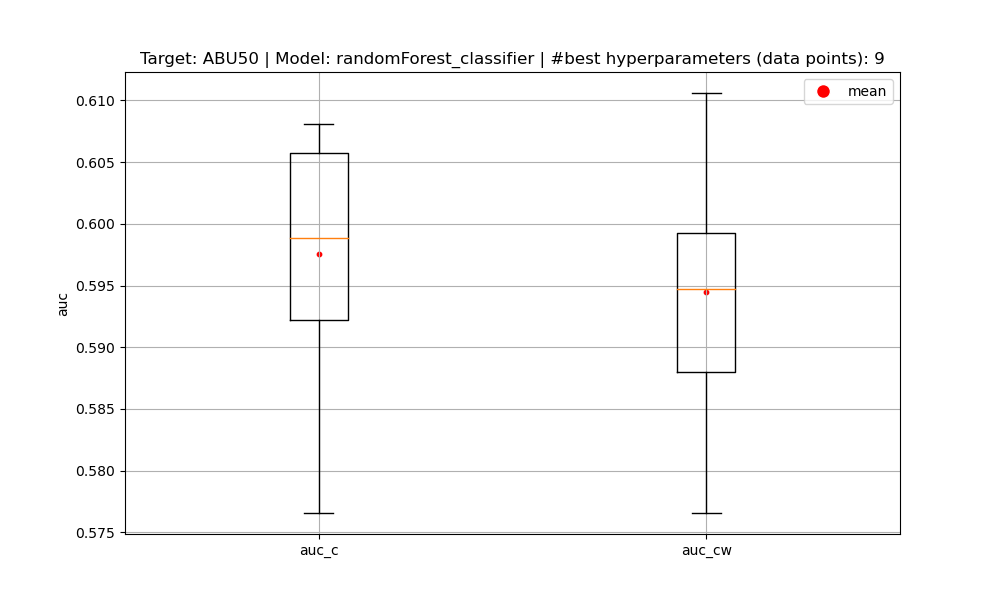 Target: ABU50 | Model: randomForest_classifier | #best hyperparameters (data points): 9
mean
0.610
0.605
0.600
0.595
0.590
0.585
0.580
0.575
auc
auc_c
auc_cw